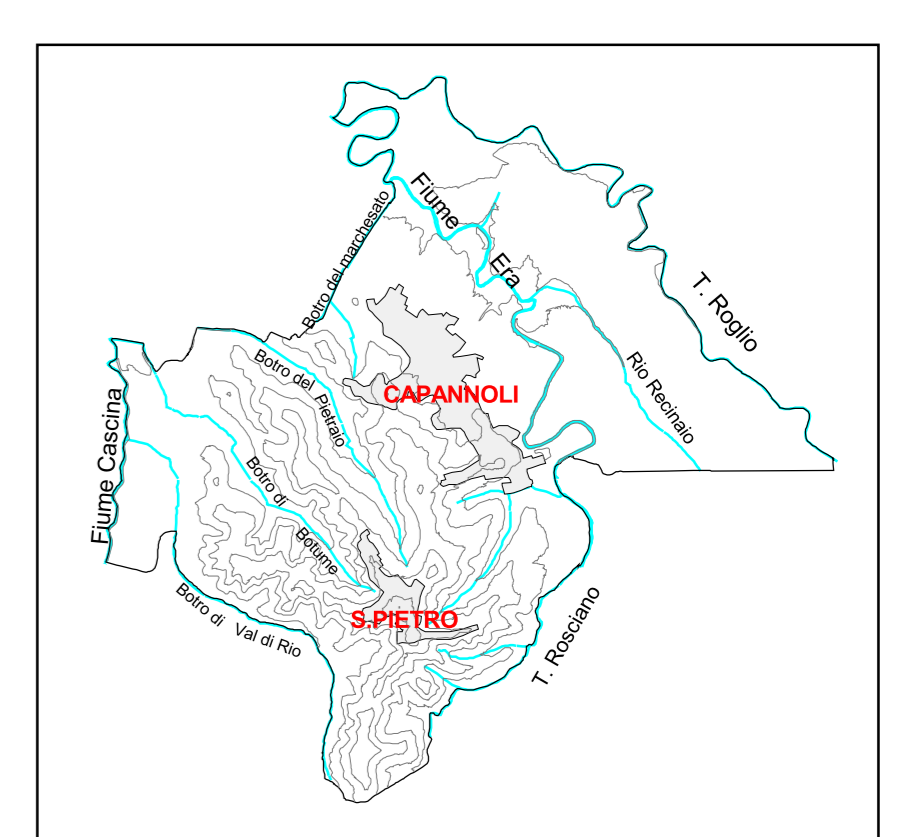 Fiume Era
Botro del marchesato
T. Roglio
Botro del Pietraio
Rio Recinaio
CAPANNOLI
Fiume Cascina
Botro di Botume
Botro di Val di Rio
S.PIETRO
T. Rosciano